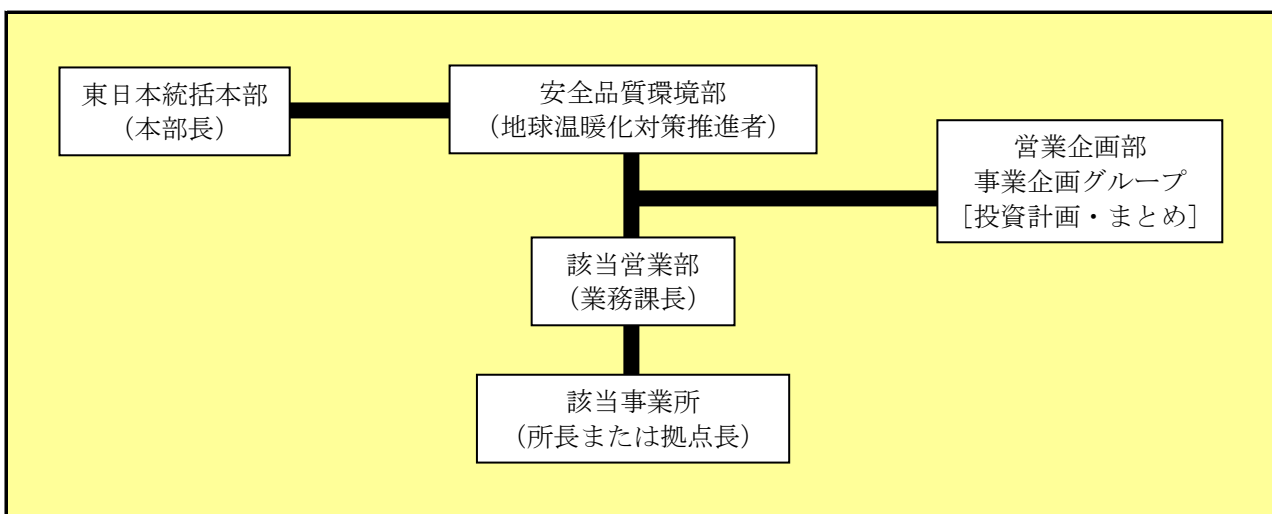 東日本統括本部
（本部長）
安全品質環境部
（地球温暖化対策推進者）
営業企画部
事業企画グループ
［投資計画・まとめ］
該当営業部
（業務課長）
該当事業所
（所長または拠点長）